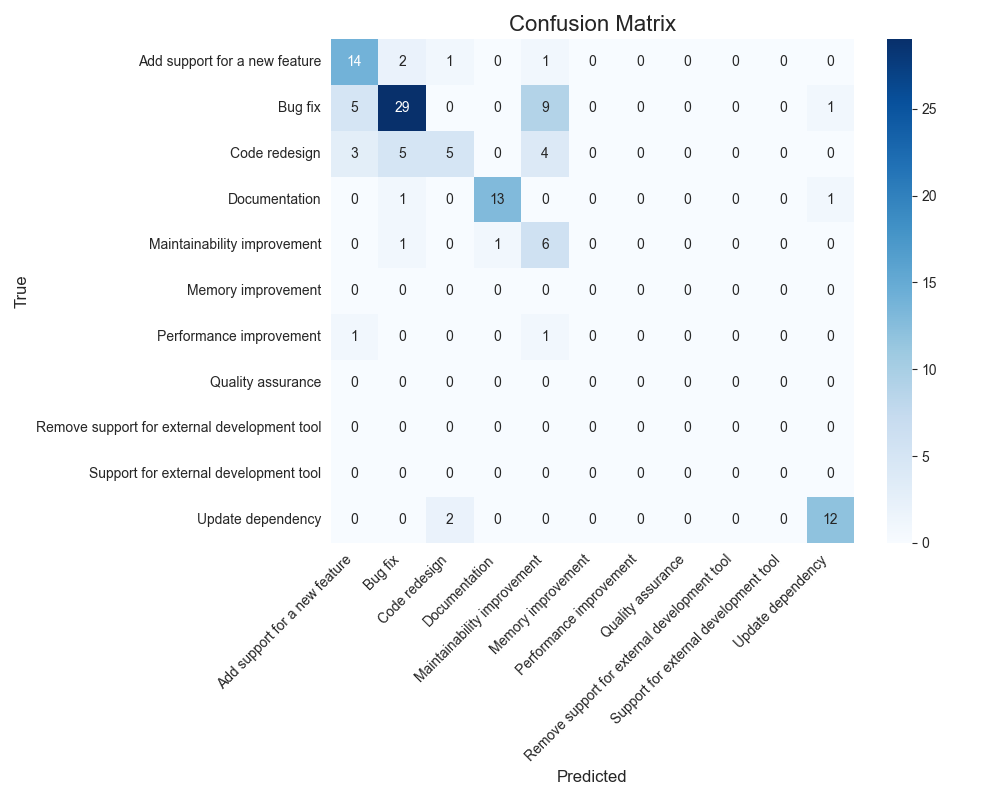 Confusion Matrix
Add support for a new feature 14 2 1 0 1 0 0 0 0 0 0
Bug fix 5 29 0 0 9 0 0 0 0 0 1
Code redesign 3 5 5 0 4 0 0 0 0 0 0
Documentation 0 1 0 13 0 0 0 0 0 0 1
Maintainability improvement 0 1 0 1 6 0 0 0 0 0 0
Memory improvement 0 0 0 0 0 0 0 0 0 0 0
Performance improvement 1 0 0 0 1 0 0 0 0 0 0
Quality assurance 0 0 0 0 0 0 0 0 0 0 0
Remove support for external development tool 0 0 0 0 0 0 0 0 0 0 0
Support for external development tool 0 0 0 0 0 0 0 0 0 0 0
Update dependency 0 0 2 0 0 0 0 0 0 0 12
True
Add support for a new feature
Bug fix
Code redesign
Documentation
Maintainability improvement
Memory improvement
Performance improvement
Quality assurance
Remove support for external development tool
Support for external development tool
Update dependency
Predicted
25
20
15
10
5
0